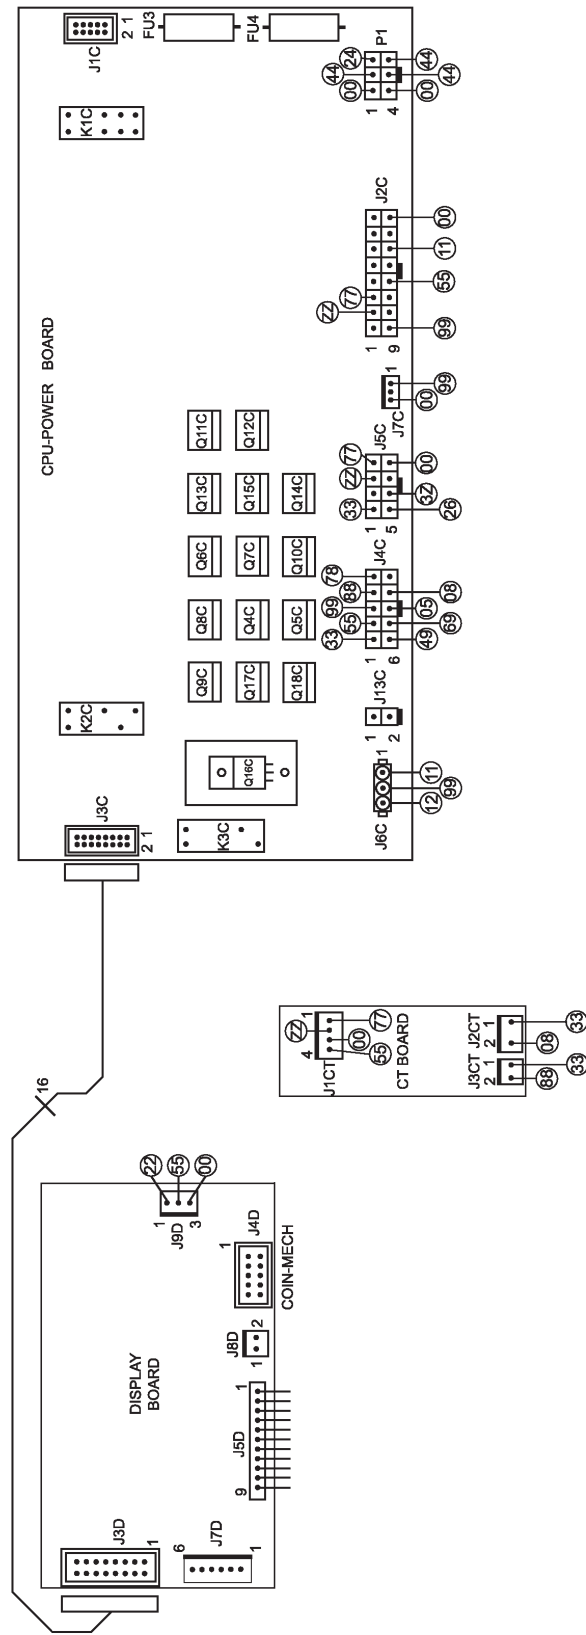 CPU-POWER BOARD
J1C
2 1
FU3
FU4
K1C
P1
24
44
00
1
4
44
44
00
J2C
77
ZZ
1
9
00
11
55
99
J7C
1
99
00
Q11C
Q12C
Q13C
Q15C
Q14C
Q6C
Q7C
Q10C
Q8C
Q4C
Q5C
Q9C
Q17C
Q18C
J5C
77
ZZ
33
1
5
00
3Z
26
J4C
78
88
99
55
33
1
6
08
05
69
49
J13C
1
2
K2C
Q16C
J6C
1
11
99
12
J3C
2 1
K3C
16
J1CT
4
1
ZZ
77
00
55
CT BOARD
J3CT
2 1
J2CT
2 1
33
08
33
88
DISPLAY
BOARD
J9D
1
3
22
55
00
J4D
1
COIN-MECH
J8D
1
2
J5D
9
1
J3D
1
J7D
6
1